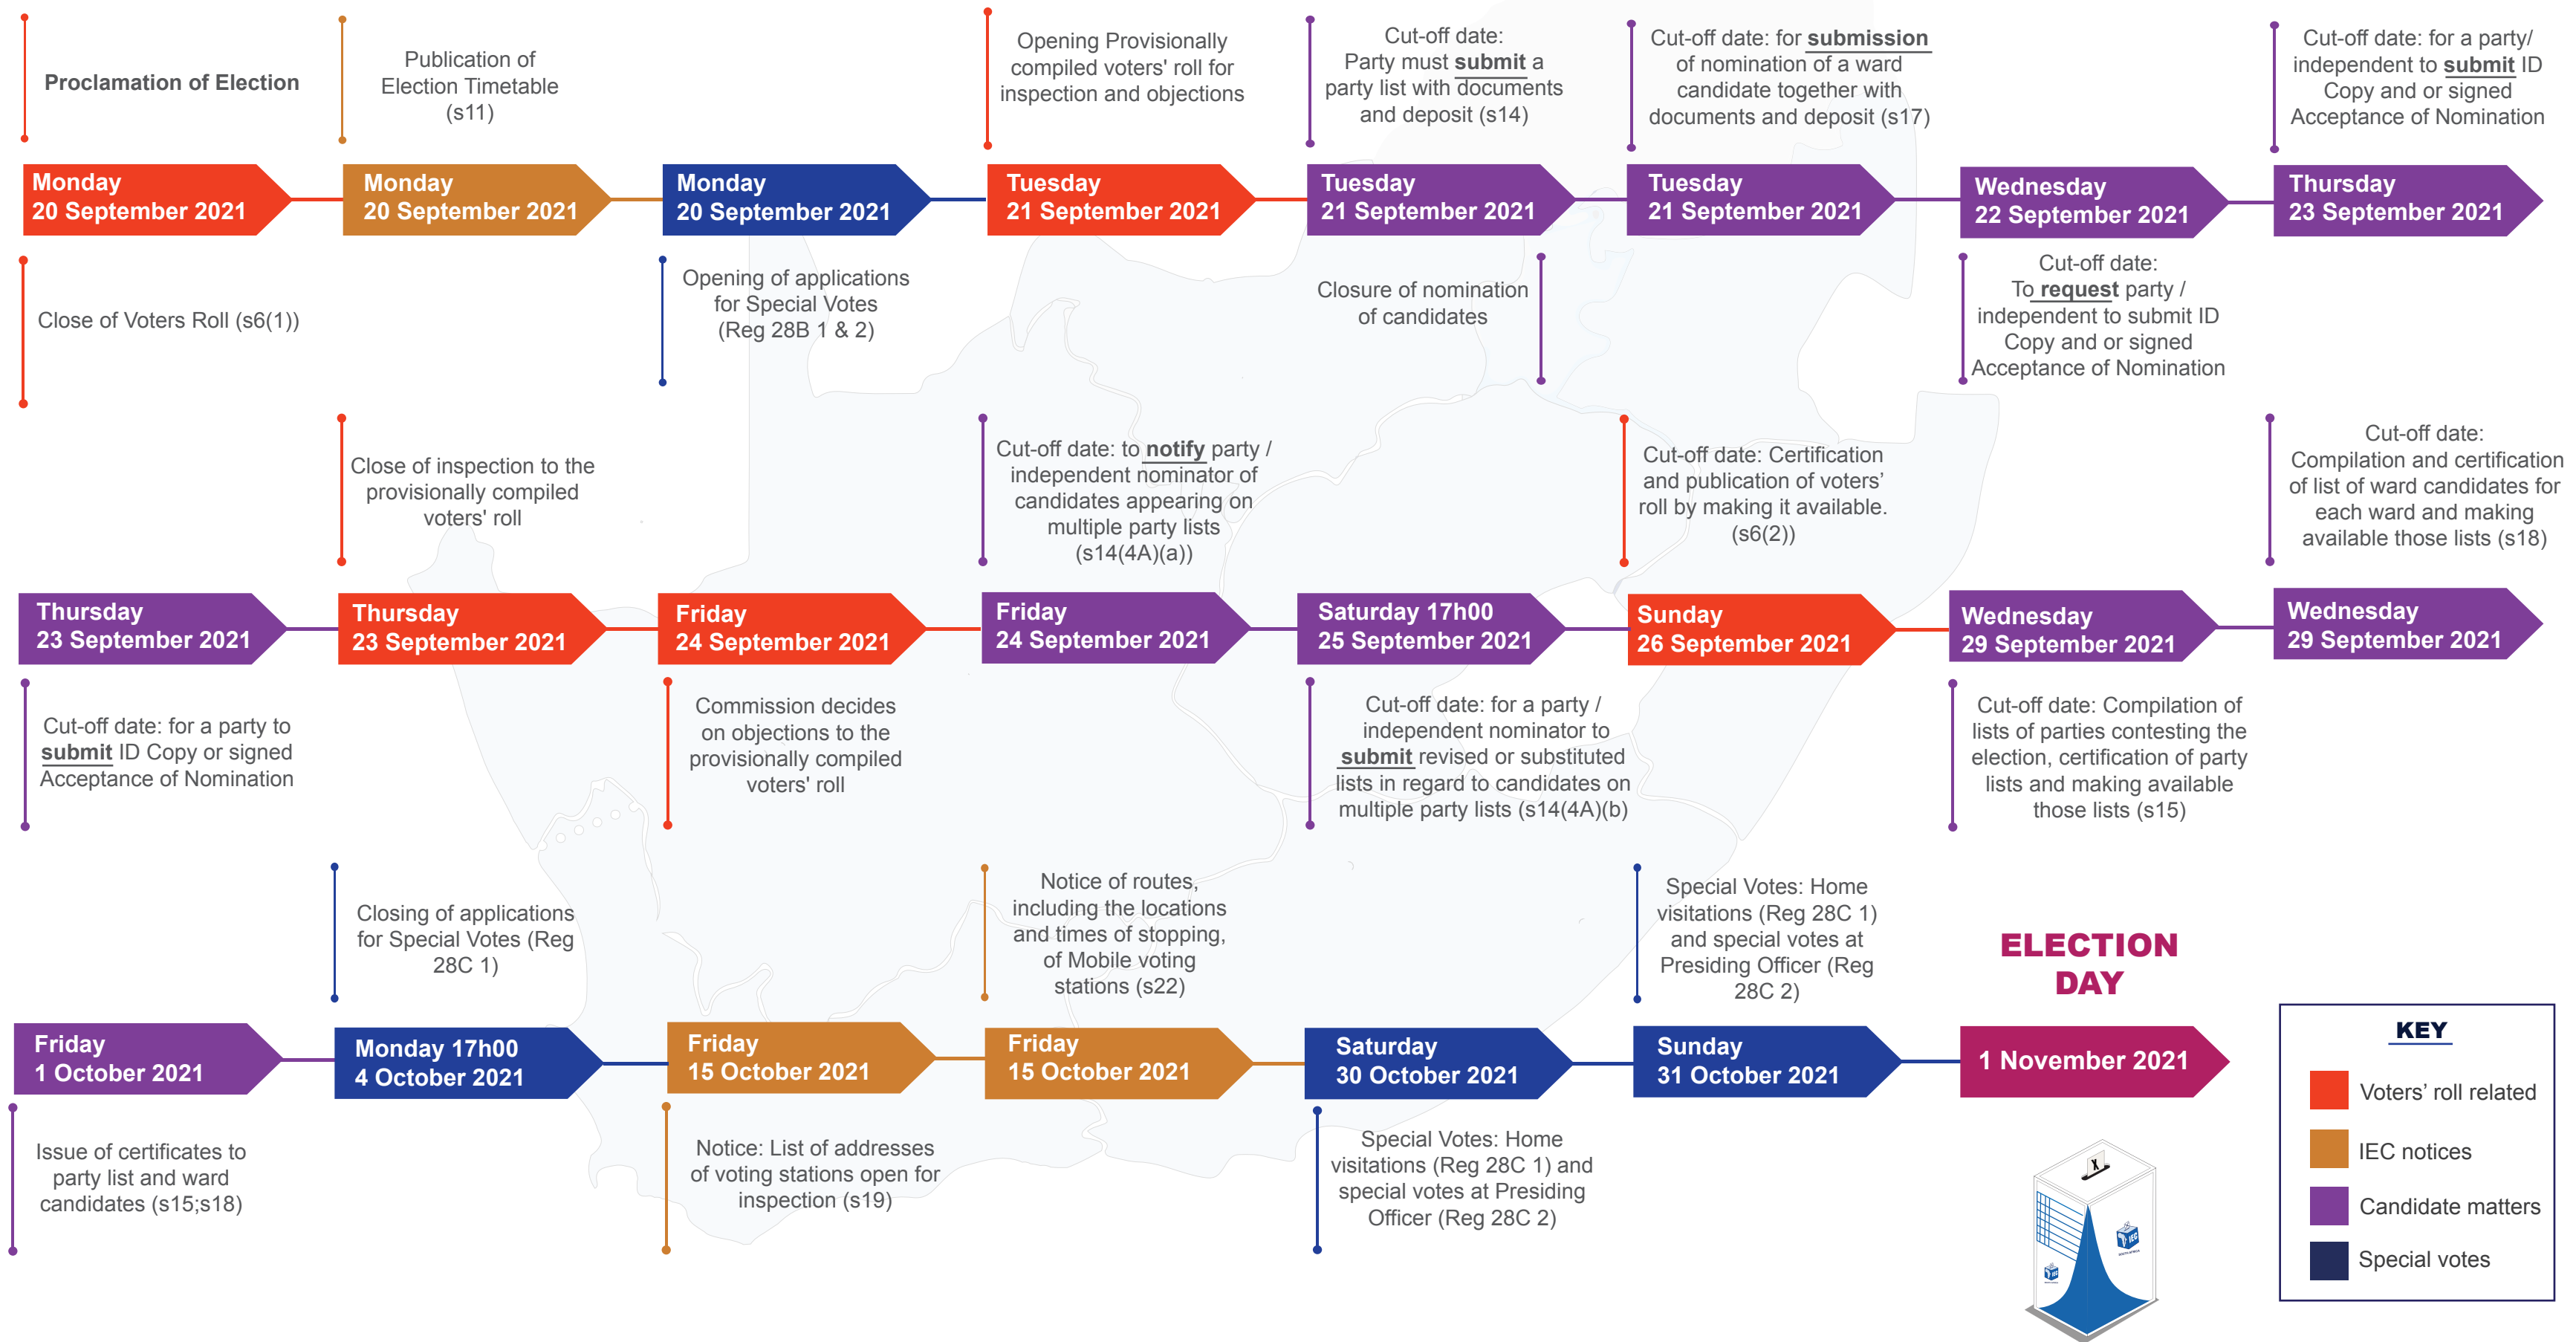 Proclamation of Election
Publication of
Election Timetable
(s11)
Opening Provisionally
compiled voters' roll for
inspection and objections
Cut-off date:
Party must submit a
party list with documents
and deposit (s14)
Cut-off date: for submission
of nomination of a ward
candidate together with
documents and deposit (s17)
Cut-off date: for a party/
independent to submit ID
Copy and or signed
Acceptance of Nomination
Monday
20 September 2021
Monday
20 September 2021
Monday
20 September 2021
Tuesday
21 September 2021
Tuesday
21 September 2021
Tuesday
21 September 2021
Wednesday
22 September 2021
Thursday
23 September 2021
Close of Voters Roll (s6(1))
Opening of applications
for Special Votes
(Reg 28B 1 & 2)
Closure of nomination
of candidates
Cut-off date:
To request party /
independent to submit ID
Copy and or signed
Acceptance of Nomination
Close of inspection to the
provisionally compiled
voters' roll
Cut-off date: to notify party /
independent nominator of
candidates appearing on
multiple party lists
(s14(4A)(a))
Cut-off date: Certification
and publication of voters’
roll by making it available.
(s6(2))
Cut-off date:
Compilation and certification
of list of ward candidates for
each ward and making
available those lists (s18)
Thursday
23 September 2021
Thursday
23 September 2021
Friday
24 September 2021
Friday
24 September 2021
Saturday 17h00
25 September 2021
Sunday
26 September 2021
Wednesday
29 September 2021
Wednesday
29 September 2021
Cut-off date: for a party to
submit ID Copy or signed
Acceptance of Nomination
Commission decides
on objections to the
provisionally compiled
voters' roll
Cut-off date: for a party /
independent nominator to
submit revised or substituted
lists in regard to candidates on
multiple party lists (s14(4A)(b)
Cut-off date: Compilation of
lists of parties contesting the
election, certification of party
lists and making available
those lists (s15)
Closing of applications
for Special Votes (Reg
28C 1)
Notice of routes,
including the locations
and times of stopping,
of Mobile voting
stations (s22)
Special Votes: Home
visitations (Reg 28C 1)
and special votes at
Presiding Officer (Reg
28C 2)
ELECTION
DAY
Friday
1 October 2021
Monday 17h00
4 October 2021
Friday
15 October 2021
Friday
15 October 2021
Saturday
30 October 2021
Sunday
31 October 2021
1 November 2021
Issue of certificates to
party list and ward
candidates (s15;s18)
Notice: List of addresses
of voting stations open for
inspection (s19)
Special Votes: Home
visitations (Reg 28C 1) and
special votes at Presiding
Officer (Reg 28C 2)
KEY
Voters’ roll related
IEC notices
Candidate matters
Special votes
X
IEC